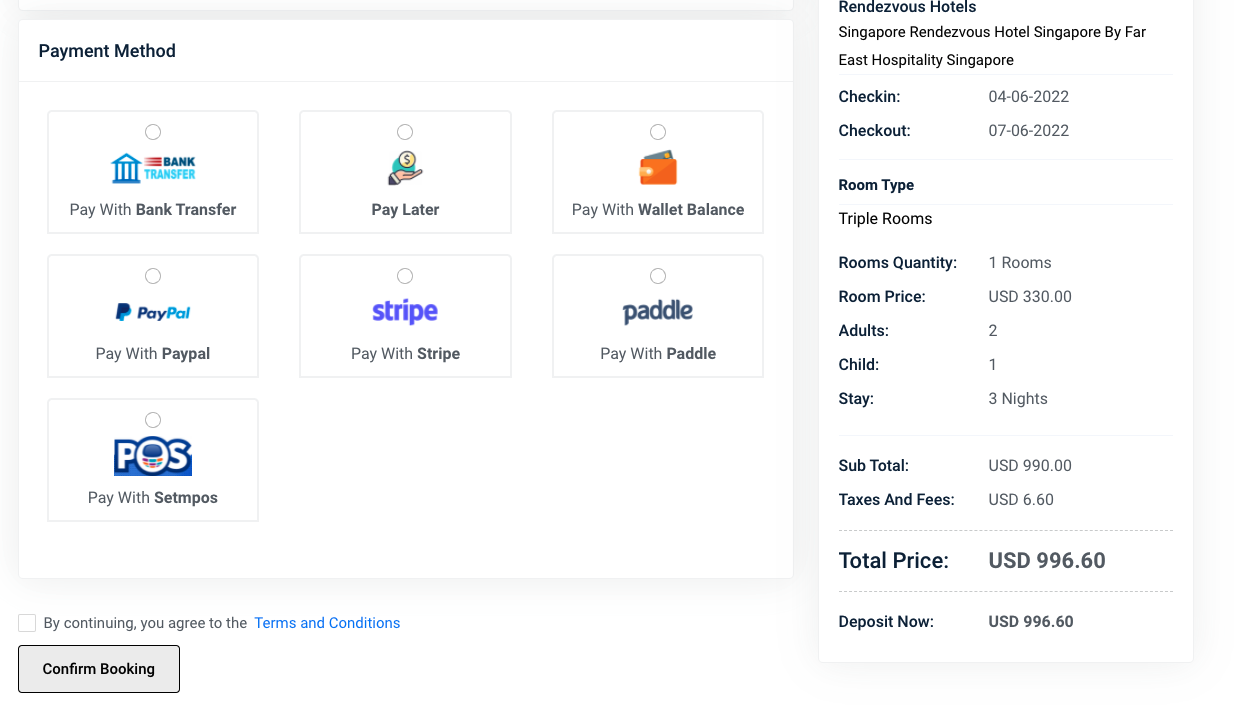 Payment Method
BANK
TRANSFER
Pay With Bank Transfer
$
Pay Later
Pay With Wallet Balance
PayPal
Pay With Paypal
stripe
Pay With Stripe
paddle
Pay With Paddle
POS
Pay With Setmpos
By continuing, you agree to the Terms and Conditions
Confirm Booking
Rendezvous Hotels
Singapore Rendezvous Hotel Singapore By Far
East Hospitality Singapore
Checkin: 04-06-2022
Checkout: 07-06-2022
Room Type
Triple Rooms
Rooms Quantity: 1 Rooms
Room Price: USD 330.00
Adults: 2
Child: 1
Stay: 3 Nights
Sub Total: USD 990.00
Taxes And Fees: USD 6.60
Total Price: USD 996.60
Deposit Now: USD 996.60